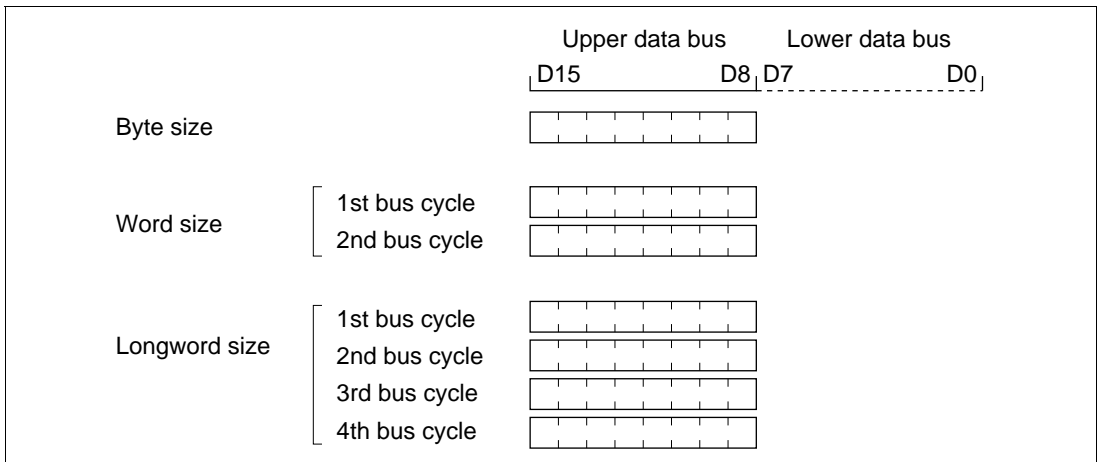 Upper data bus Lower data bus
D15 D8 D7 D0
Byte size
Word size
1st bus cycle
2nd bus cycle
Longword size
1st bus cycle
2nd bus cycle
3rd bus cycle
4th bus cycle